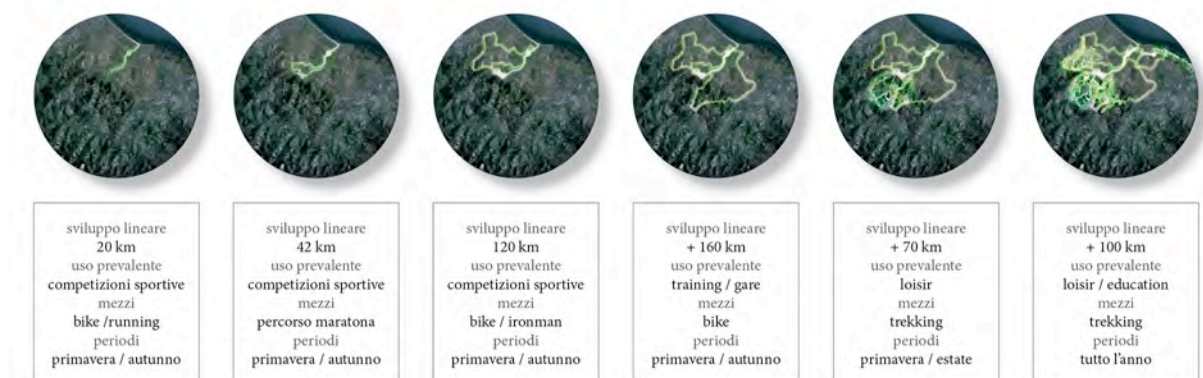 sviluppo lineare
20 km
uso prevalente
competizioni sportive
mezzi
bike /running
periodi
primavera / autunno
sviluppo lineare
42 km
uso prevalente
competizioni sportive
mezzi
percorso maratona
periodi
primavera / autunno
sviluppo lineare
120 km
uso prevalente
competizioni sportive
mezzi
bike / ironman
periodi
primavera / autunno
sviluppo lineare
+ 160 km
uso prevalente
training / gare
mezzi
bike
periodi
primavera / autunno
sviluppo lineare
+ 70 km
uso prevalente
loisir
mezzi
trekking
periodi
primavera / estate
sviluppo lineare
+ 100 km
uso prevalente
loisir / education
mezzi
trekking
periodi
tutto l'anno